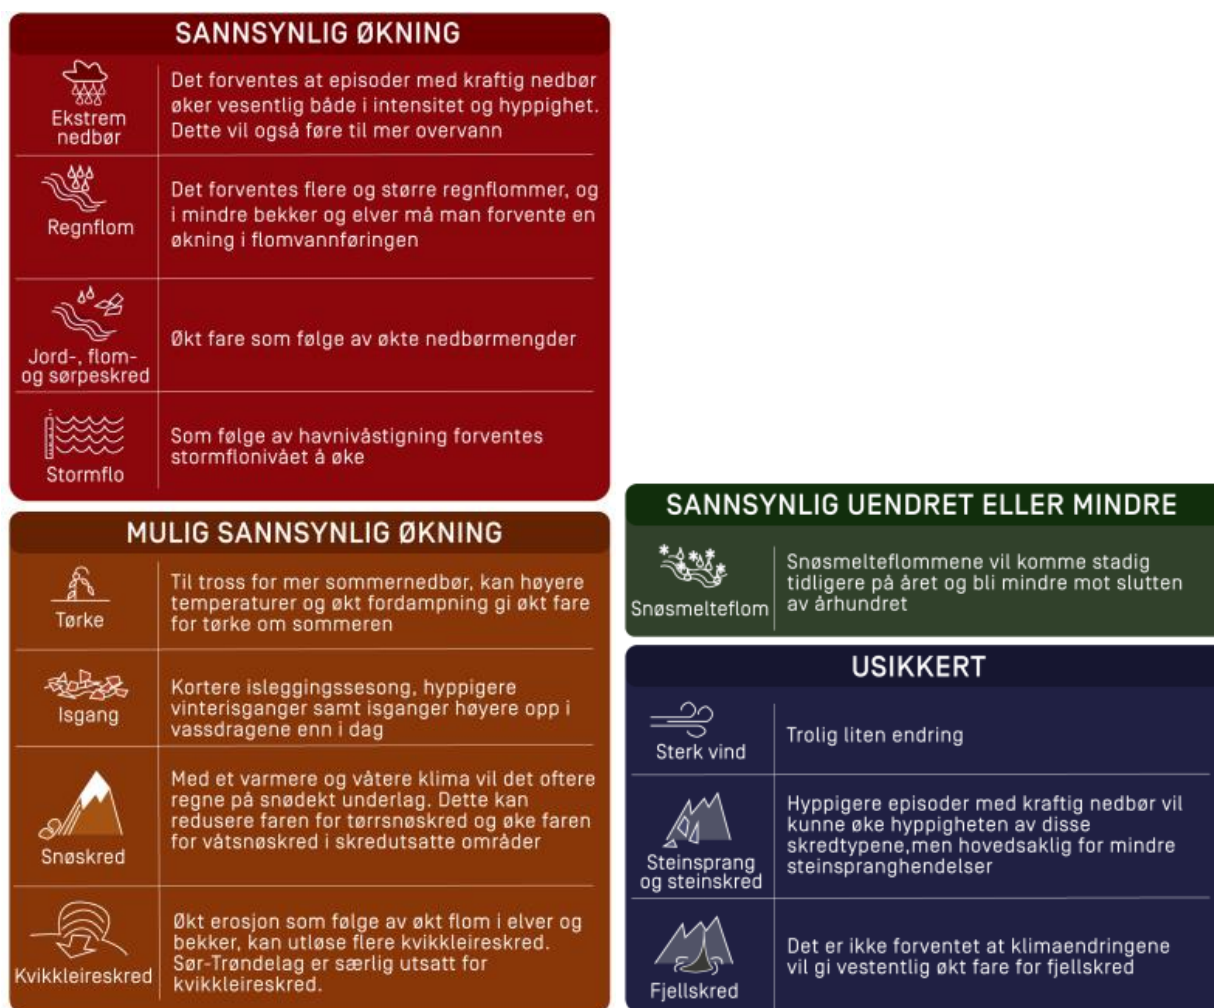 SANNSYNLIG ØKNING
Ekstrem
nedbør
Det forventes at episoder med kraftig nedbør
øker vesentlig både i intensitet og hyppighet.
Dette vil også føre til mer overvann
Regnflom
Det forventes flere og større regnflommer, og
i mindre bekker og elver må man forvente en
økning i flomvannføringen
Jord-, flom-
og sørpeskred
Økt fare som følge av økte nedbørmengder
Stormflo
Som følge av havnivåstigning forventes
stormflonivået å øke
MULIG SANNSYNLIG ØKNING
Tørke
Til tross for mer sommernedbør, kan høyere
temperaturer og økt fordampning gi økt fare
for tørke om sommeren
Isgang
Kortere isleggingssesong, hyppigere
vinterisganger samt isganger høyere opp i
vassdragene enn i dag
Snøskred
Med et varmere og våtere klima vil det oftere
regne på snødekt underlag. Dette kan
redusere faren for tørrsnøskred og øke faren
for våtsnøskred i skredutsatte områder
Kvikkleireskred
Økt erosjon som følge av økt flom i elver og
bekker, kan utløse flere kvikkleireskred.
Sør-Trøndelag er særlig utsatt for
kvikkleireskred.
SANNSYNLIG UENDRET ELLER MINDRE
Snøsmelteflom
Snøsmelteflommene vil komme stadig
tidligere på året og bli mindre mot slutten
av århundret
USIKKERT
Sterk vind
Trolig liten endring
Steinsprang
og steinskred
Hyppigere episoder med kraftig nedbør vil
kunne øke hyppigheten av disse
skredtypene,men hovedsaklig for mindre
steinspranghendelser
Fjellskred
Det er ikke forventet at klimaendringene
vil gi vestentlig økt fare for fjellskred